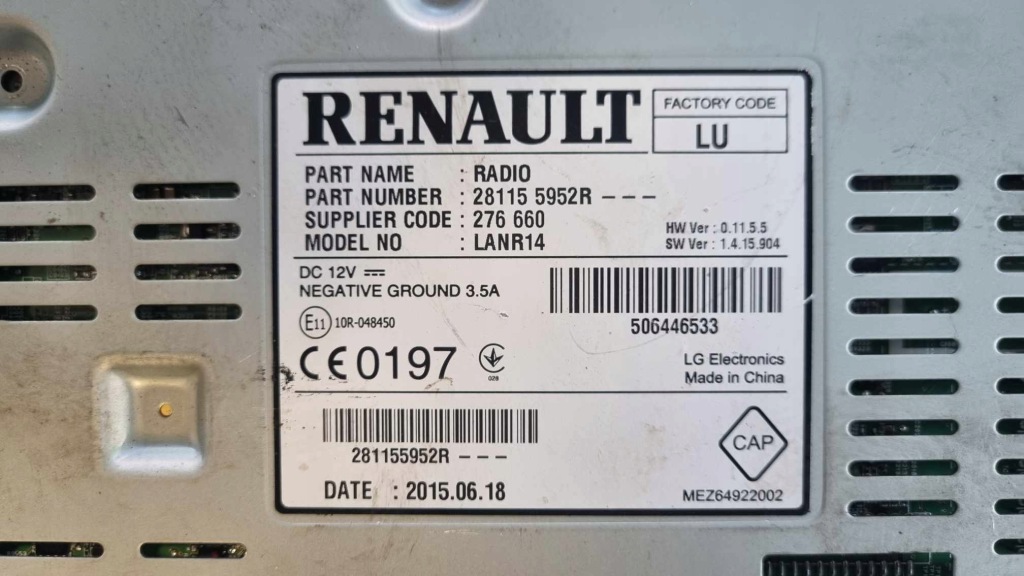 RENAULT
FACTORY CODE
LU
PART NAME : RADIO
PART NUMBER : 28115 5952R - - -
SUPPLIER CODE : 276 660
MODEL NO : LANR14
HW Ver : 0.11.5.5
SW Ver : 1.4.15.904
DC 12V
NEGATIVE GROUND 3.5A
E11 10R-048450
506446533
CE0197
028
LG Electronics
Made in China
281155952R - - -
CAP
DATE : 2015.06.18
MEZ64922002